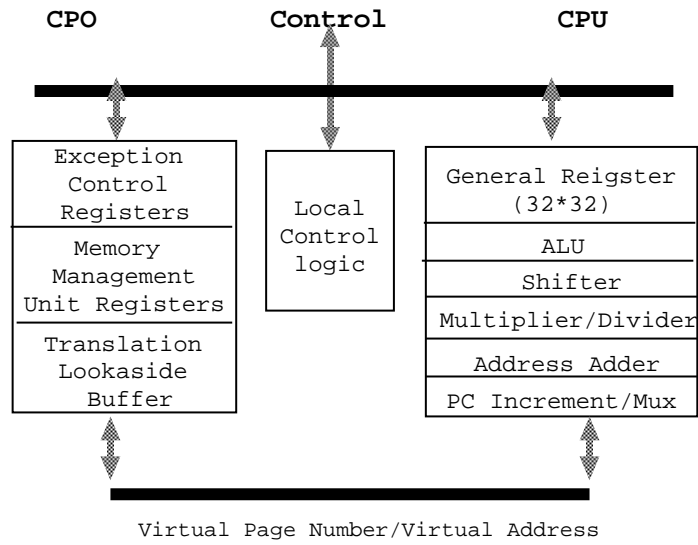 CPO Control CPU
Exception
Control
Registers
Memory
Management
Unit Registers
Translation
Lookaside
Buffer
Local
Control
logic
General Reigster
(32*32)
ALU
Shifter
Multiplier/Divider
Address Adder
PC Increment/Mux
Virtual Page Number/Virtual Address